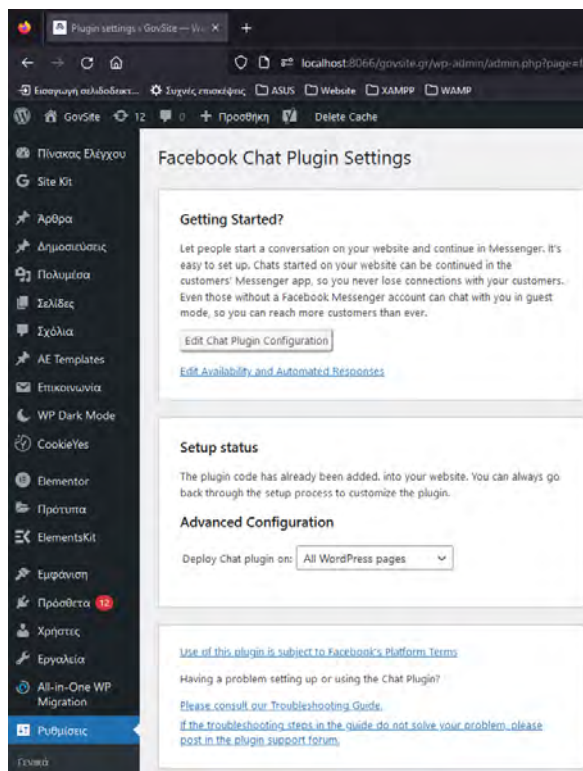 Plugin settings ‹ GovSite — W
localhost:8066/govsite.gr/wp-admin/admin.php?page=f
Εισαγωγή σελιδοδεικτ... Συχνές επισκέψεις ASUS Website XAMPP WAMP
GovSite 12 0 Προσθήκη Delete Cache
Πίνακας Ελέγχου
Site Kit
Άρθρα
Δημοσιεύσεις
Πολυμέσα
Σελίδες
Σχόλια
AE Templates
Επικοινωνία
WP Dark Mode
CookieYes
Elementor
Πρότυπα
ElementsKit
Εμφάνιση
Πρόσθετα 12
Χρήστες
Εργαλεία
All-in-One WP
Migration
Ρυθμίσεις
Γενικά
Facebook Chat Plugin Settings
Getting Started?
Let people start a conversation on your website and continue in Messenger. It's
easy to set up. Chats started on your website can be continued in the
customers' Messenger app, so you never lose connections with your customers.
Even those without a Facebook Messenger account can chat with you in guest
mode, so you can reach more customers than ever.
Edit Chat Plugin Configuration
Edit Availability and Automated Responses
Setup status
The plugin code has already been added. into your website. You can always go
back through the setup process to customize the plugin.
Advanced Configuration
Deploy Chat plugin on: All WordPress pages
Use of this plugin is subject to Facebook's Platform Terms
Having a problem setting up or using the Chat Plugin?
Please consult our Troubleshooting Guide.
If the troubleshooting steps in the guide do not solve your problem, please
post in the plugin support forum.